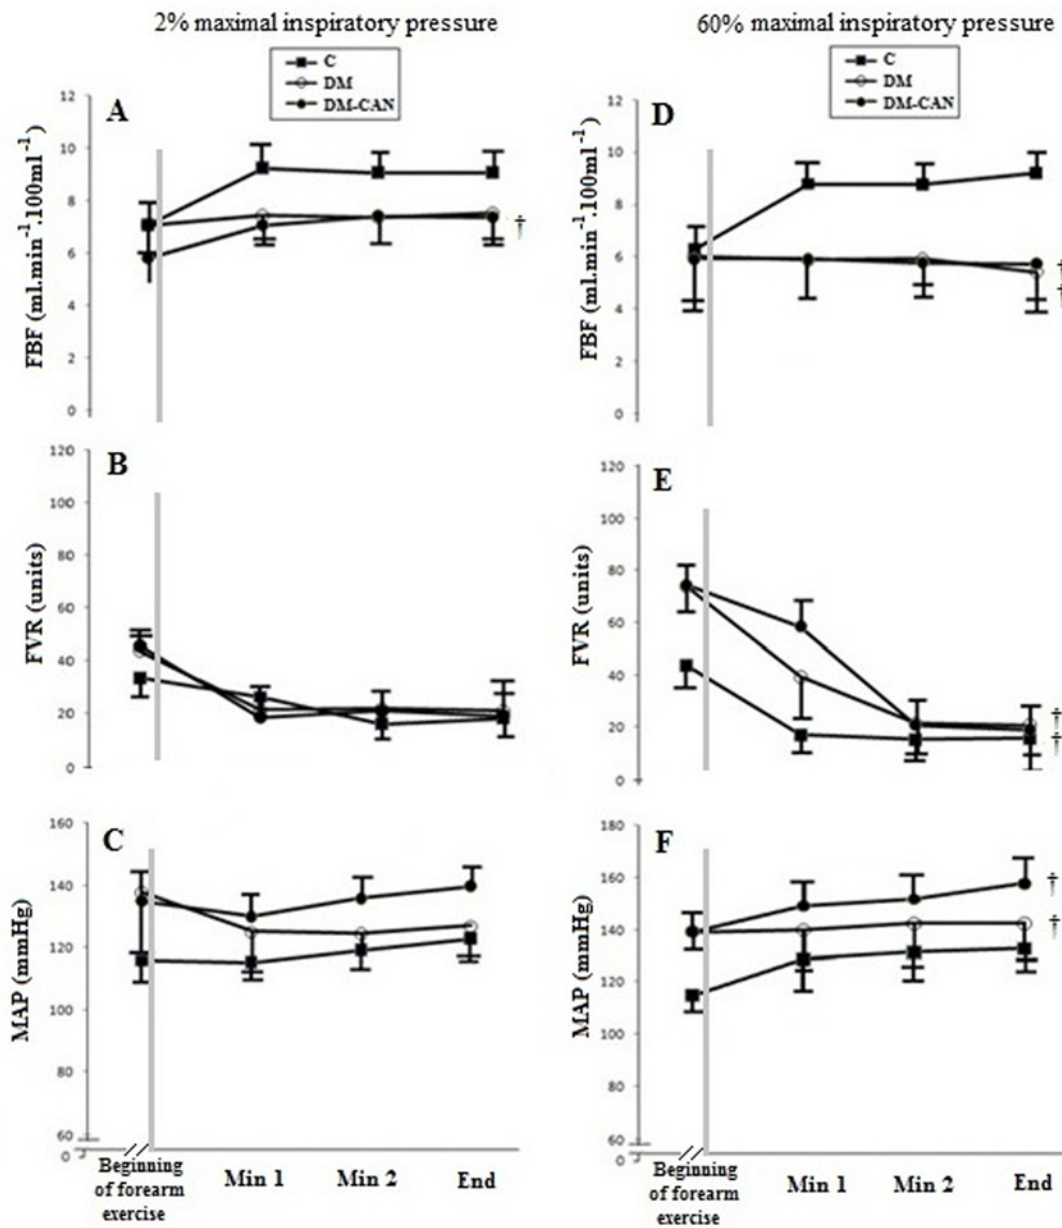 2% maximal inspiratory pressure
C
DM
DM-CAN
A
FBF (ml.min-1.100ml-1)
12
10
8
6
4
2
0
†
B
FVR (units)
120
100
80
60
40
20
0
C
MAP (mmHg)
160
140
120
100
80
60
0
Beginning
of forearm
exercise
Min 1
Min 2
End
60% maximal inspiratory pressure
C
DM
DM-CAN
D
FBF (ml.min-1.100ml-1)
12
10
8
6
4
2
0
†
†
E
FVR (units)
120
100
80
60
40
20
0
†
†
F
MAP (mmHg)
180
160
140
120
100
80
60
0
†
†
Beginning
of forearm
exercise
Min 1
Min 2
End